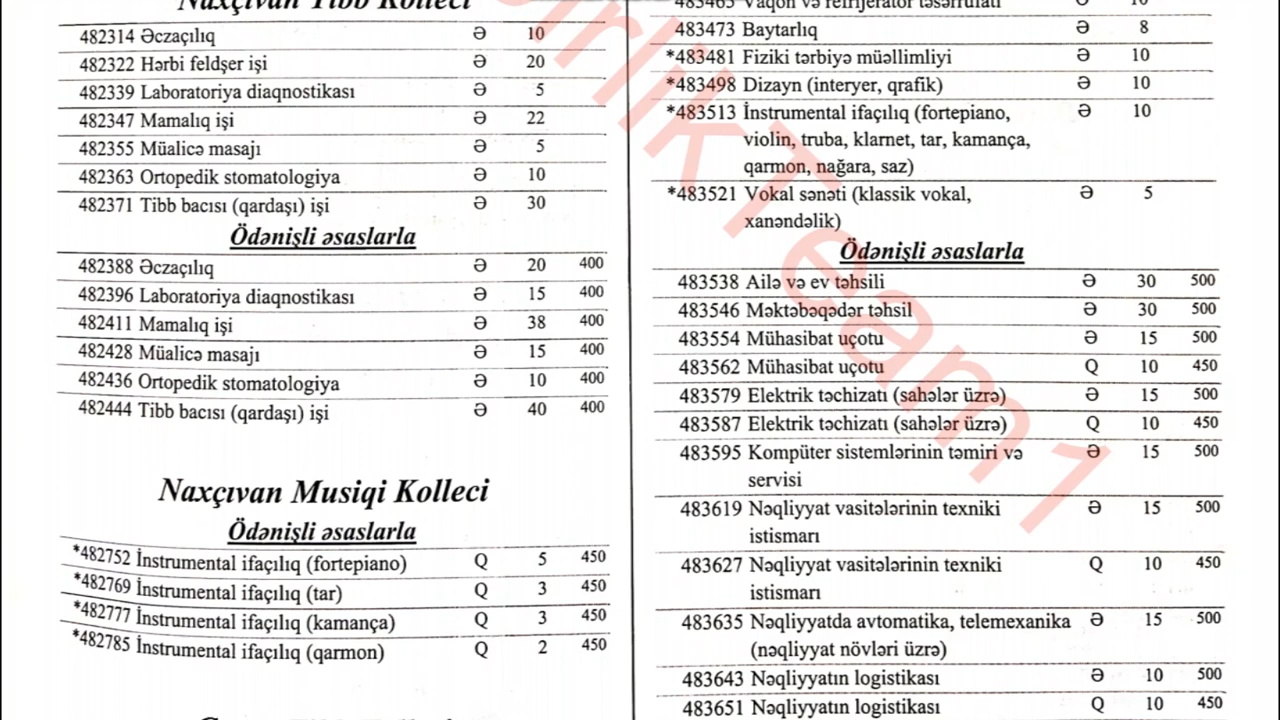 Naxçıvan Tibb Kolleci
482314 Əczaçılıq Ə 10
482322 Hərbi feldşer işi Ə 20
482339 Laboratoriya diaqnostikası Ə 5
482347 Mamalıq işi Ə 22
482355 Müalicə masajı Ə 5
482363 Ortopedik stomatologiya Ə 10
482371 Tibb bacısı (qardaşı) işi Ə 30
Ödənişli əsaslarla
482388 Əczaçılıq Ə 20 400
482396 Laboratoriya diaqnostikası Ə 15 400
482411 Mamalıq işi Ə 38 400
482428 Müalicə masajı Ə 15 400
482436 Ortopedik stomatologiya Ə 10 400
482444 Tibb bacısı (qardaşı) işi Ə 40 400
Naxçıvan Musiqi Kolleci
Ödənişli əsaslarla
*482752 İnstrumental ifaçılıq (fortepiano) Q 5 450
*482769 İnstrumental ifaçılıq (tar) Q 3 450
*482777 İnstrumental ifaçılıq (kamança) Q 3 450
*482785 İnstrumental ifaçılıq (qarmon) Q 2 450
483465 Vaqon və refrijerator təsərrüfatı Ə 10
483473 Baytarlıq Ə 8
*483481 Fiziki tərbiyə müəllimliyi Ə 10
*483498 Dizayn (interyer, qrafik) Ə 10
*483513 İnstrumental ifaçılıq (fortepiano, Ə 10
violin, truba, klarnet, tar, kamança,
qarmon, nağara, saz)
*483521 Vokal sənəti (klassik vokal, Ə 5
xanəndəlik)
Ödənişli əsaslarla
483538 Ailə və ev təhsili Ə 30 500
483546 Məktəbəqədər təhsil Ə 30 500
483554 Mühasibat uçotu Ə 15 500
483562 Mühasibat uçotu Q 10 450
483579 Elektrik təchizatı (sahələr üzrə) Ə 15 500
483587 Elektrik təchizatı (sahələr üzrə) Q 10 450
483595 Kompüter sistemlərinin təmiri və Ə 15 500
servisi
483619 Nəqliyyat vasitələrinin texniki Ə 15 500
istismarı
483627 Nəqliyyat vasitələrinin texniki Q 10 450
istismarı
483635 Nəqliyyatda avtomatika, telemexanika Ə 15 500
(nəqliyyat növləri üzrə)
483643 Nəqliyyatın logistikası Ə 10 500
483651 Nəqliyyatın logistikası Q 10 450